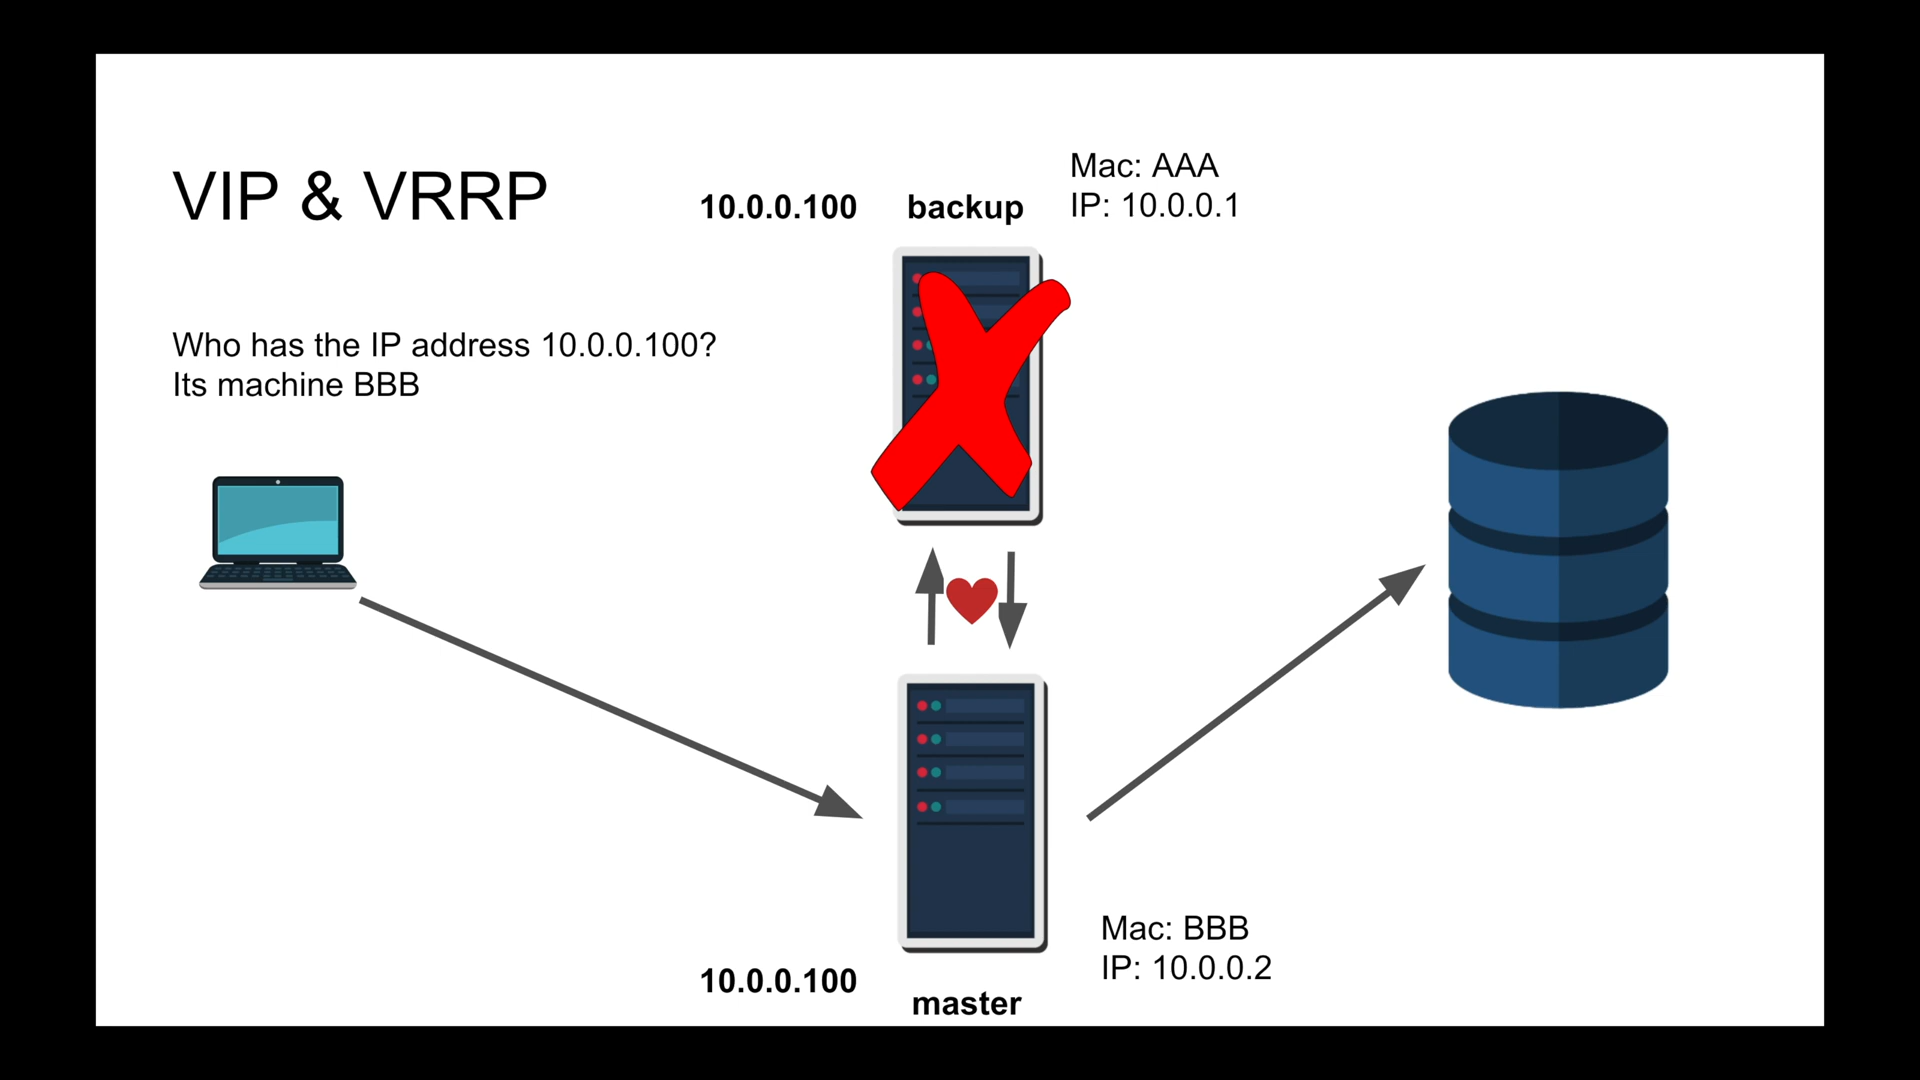 VIP & VRRP
10.0.0.100
backup
Mac: AAA
IP: 10.0.0.1
Who has the IP address 10.0.0.100?
Its machine BBB
Mac: BBB
IP: 10.0.0.2
10.0.0.100
master